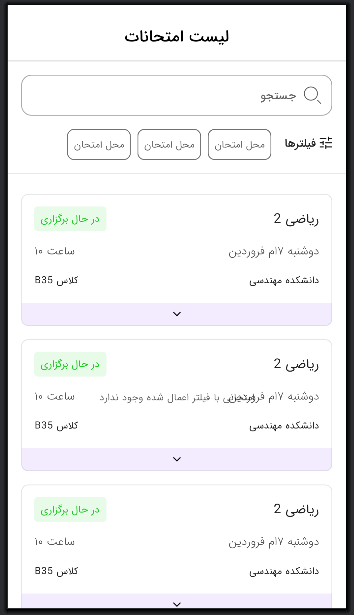 لیست امتحانات
جستجو
فیلترها
محل امتحان
محل امتحان
محل امتحان
ریاضی 2
در حال برگزاری
دوشنبه ۱۷م فروردین
ساعت ۱۰
دانشکده مهندسی
کلاس B35
ریاضی 2
در حال برگزاری
دوشنبه ۱۷م فروردین
ساعت ۱۰
با فیلتر اعمال شده وجود ندارد
دانشکده مهندسی
کلاس B35
ریاضی 2
در حال برگزاری
دوشنبه ۱۷م فروردین
ساعت ۱۰
دانشکده مهندسی
کلاس B35